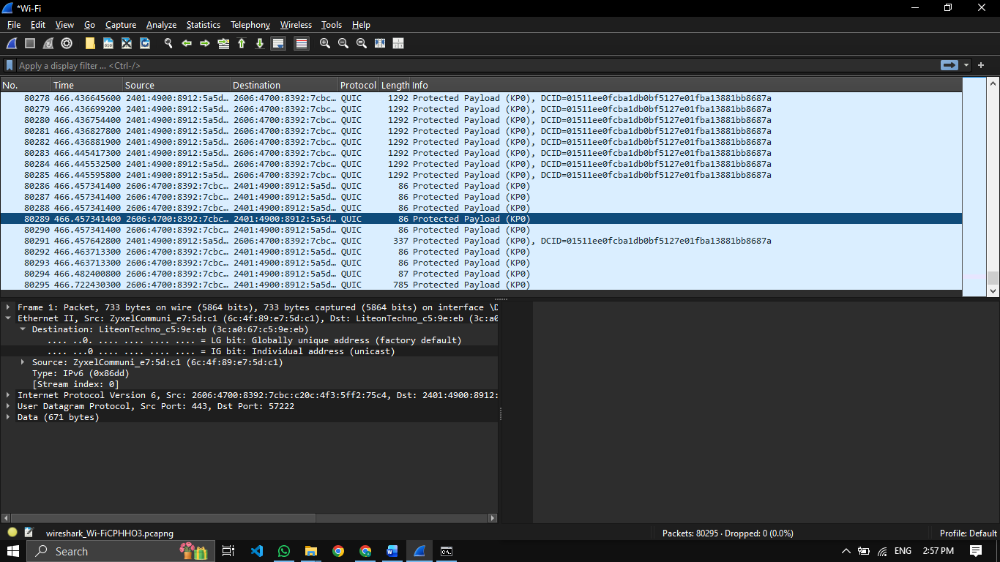 *Wi-Fi
File Edit View Go Capture Analyze Statistics Telephony Wireless Tools Help
Apply a display filter ... <Ctrl-/>
No. Time Source Destination Protocol Length Info
80278 466.436645600 2401:4900:8912:5a5d… 2606:4700:8392:7cbc… QUIC 1292 Protected Payload (KP0), DCID=01511ee0fcba1db0bf5127e01fba13881bb8687a
80279 466.436699200 2401:4900:8912:5a5d… 2606:4700:8392:7cbc… QUIC 1292 Protected Payload (KP0), DCID=01511ee0fcba1db0bf5127e01fba13881bb8687a
80280 466.436754400 2401:4900:8912:5a5d… 2606:4700:8392:7cbc… QUIC 1292 Protected Payload (KP0), DCID=01511ee0fcba1db0bf5127e01fba13881bb8687a
80281 466.436827800 2401:4900:8912:5a5d… 2606:4700:8392:7cbc… QUIC 1292 Protected Payload (KP0), DCID=01511ee0fcba1db0bf5127e01fba13881bb8687a
80282 466.436881900 2401:4900:8912:5a5d… 2606:4700:8392:7cbc… QUIC 1292 Protected Payload (KP0), DCID=01511ee0fcba1db0bf5127e01fba13881bb8687a
80283 466.445417300 2401:4900:8912:5a5d… 2606:4700:8392:7cbc… QUIC 1292 Protected Payload (KP0), DCID=01511ee0fcba1db0bf5127e01fba13881bb8687a
80284 466.445532500 2401:4900:8912:5a5d… 2606:4700:8392:7cbc… QUIC 1292 Protected Payload (KP0), DCID=01511ee0fcba1db0bf5127e01fba13881bb8687a
80285 466.445595800 2401:4900:8912:5a5d… 2606:4700:8392:7cbc… QUIC 1292 Protected Payload (KP0), DCID=01511ee0fcba1db0bf5127e01fba13881bb8687a
80286 466.457341400 2606:4700:8392:7cbc… 2401:4900:8912:5a5d… QUIC 86 Protected Payload (KP0)
80287 466.457341400 2606:4700:8392:7cbc… 2401:4900:8912:5a5d… QUIC 86 Protected Payload (KP0)
80288 466.457341400 2606:4700:8392:7cbc… 2401:4900:8912:5a5d… QUIC 86 Protected Payload (KP0)
80289 466.457341400 2606:4700:8392:7cbc… 2401:4900:8912:5a5d… QUIC 86 Protected Payload (KP0)
80290 466.457341400 2606:4700:8392:7cbc… 2401:4900:8912:5a5d… QUIC 86 Protected Payload (KP0)
80291 466.457642800 2401:4900:8912:5a5d… 2606:4700:8392:7cbc… QUIC 337 Protected Payload (KP0), DCID=01511ee0fcba1db0bf5127e01fba13881bb8687a
80292 466.463713300 2606:4700:8392:7cbc… 2401:4900:8912:5a5d… QUIC 86 Protected Payload (KP0)
80293 466.463713300 2606:4700:8392:7cbc… 2401:4900:8912:5a5d… QUIC 86 Protected Payload (KP0)
80294 466.482400800 2606:4700:8392:7cbc… 2401:4900:8912:5a5d… QUIC 87 Protected Payload (KP0)
80295 466.722430300 2606:4700:8392:7cbc… 2401:4900:8912:5a5d… QUIC 785 Protected Payload (KP0)
Frame 1: Packet, 733 bytes on wire (5864 bits), 733 bytes captured (5864 bits) on interface \D
Ethernet II, Src: ZyxelCommuni_e7:5d:c1 (6c:4f:89:e7:5d:c1), Dst: LiteonTechno_c5:9e:eb (3c:a0
Destination: LiteonTechno_c5:9e:eb (3c:a0:67:c5:9e:eb)
.... ..0. .... .... .... .... = LG bit: Globally unique address (factory default)
.... ...0 .... .... .... .... = IG bit: Individual address (unicast)
Source: ZyxelCommuni_e7:5d:c1 (6c:4f:89:e7:5d:c1)
Type: IPv6 (0x86dd)
[Stream index: 0]
Internet Protocol Version 6, Src: 2606:4700:8392:7cbc:c20c:4f3:5ff2:75c4, Dst: 2401:4900:8912:
User Datagram Protocol, Src Port: 443, Dst Port: 57222
Data (671 bytes)
wireshark_Wi-FiCPHHO3.pcapng Packets: 80295 · Dropped: 0 (0.0%) Profile: Default
Search ENG 2:57 PM